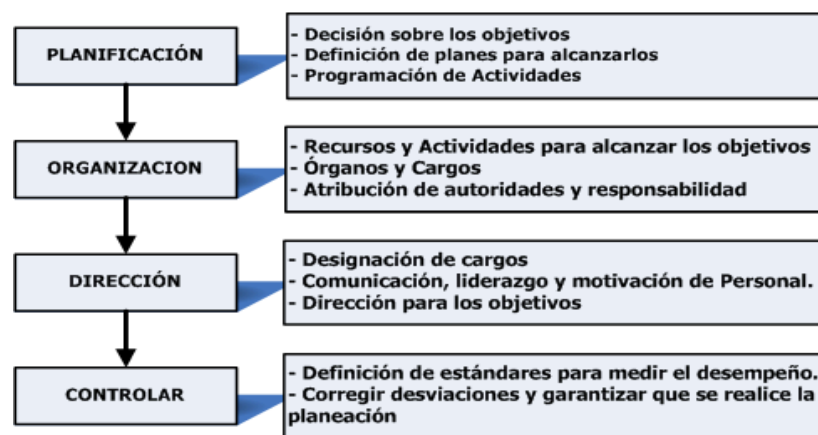 PLANIFICACIÓN
- Decisión sobre los objetivos
- Definición de planes para alcanzarlos
- Programación de Actividades
ORGANIZACION
- Recursos y Actividades para alcanzar los objetivos
- Órganos y Cargos
- Atribución de autoridades y responsabilidad
DIRECCIÓN
- Designación de cargos
- Comunicación, liderazgo y motivación de Personal.
- Dirección para los objetivos
CONTROLAR
- Definición de estándares para medir el desempeño.
- Corregir desviaciones y garantizar que se realice la
planeación